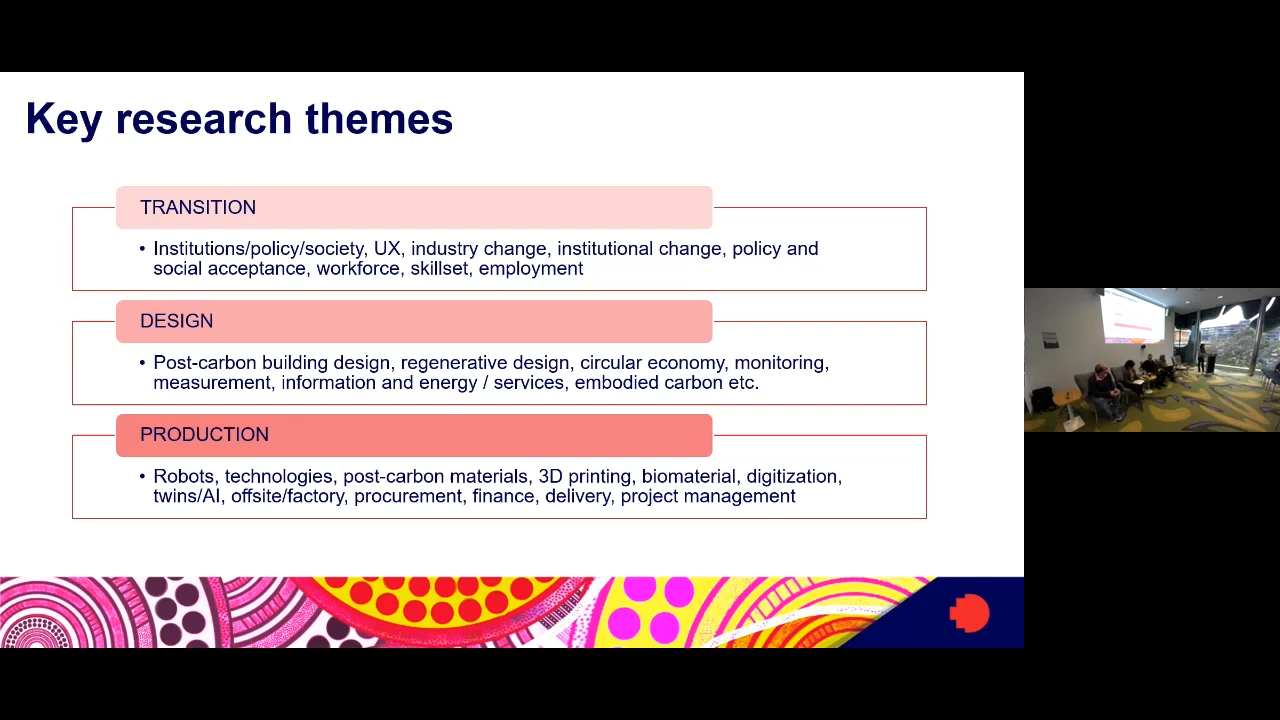 Key research themes
TRANSITION
• Institutions/policy/society, UX, industry change, institutional change, policy and
social acceptance, workforce, skillset, employment
DESIGN
• Post-carbon building design, regenerative design, circular economy, monitoring,
measurement, information and energy / services, embodied carbon etc.
PRODUCTION
• Robots, technologies, post-carbon materials, 3D printing, biomaterial, digitization,
twins/AI, offsite/factory, procurement, finance, delivery, project management